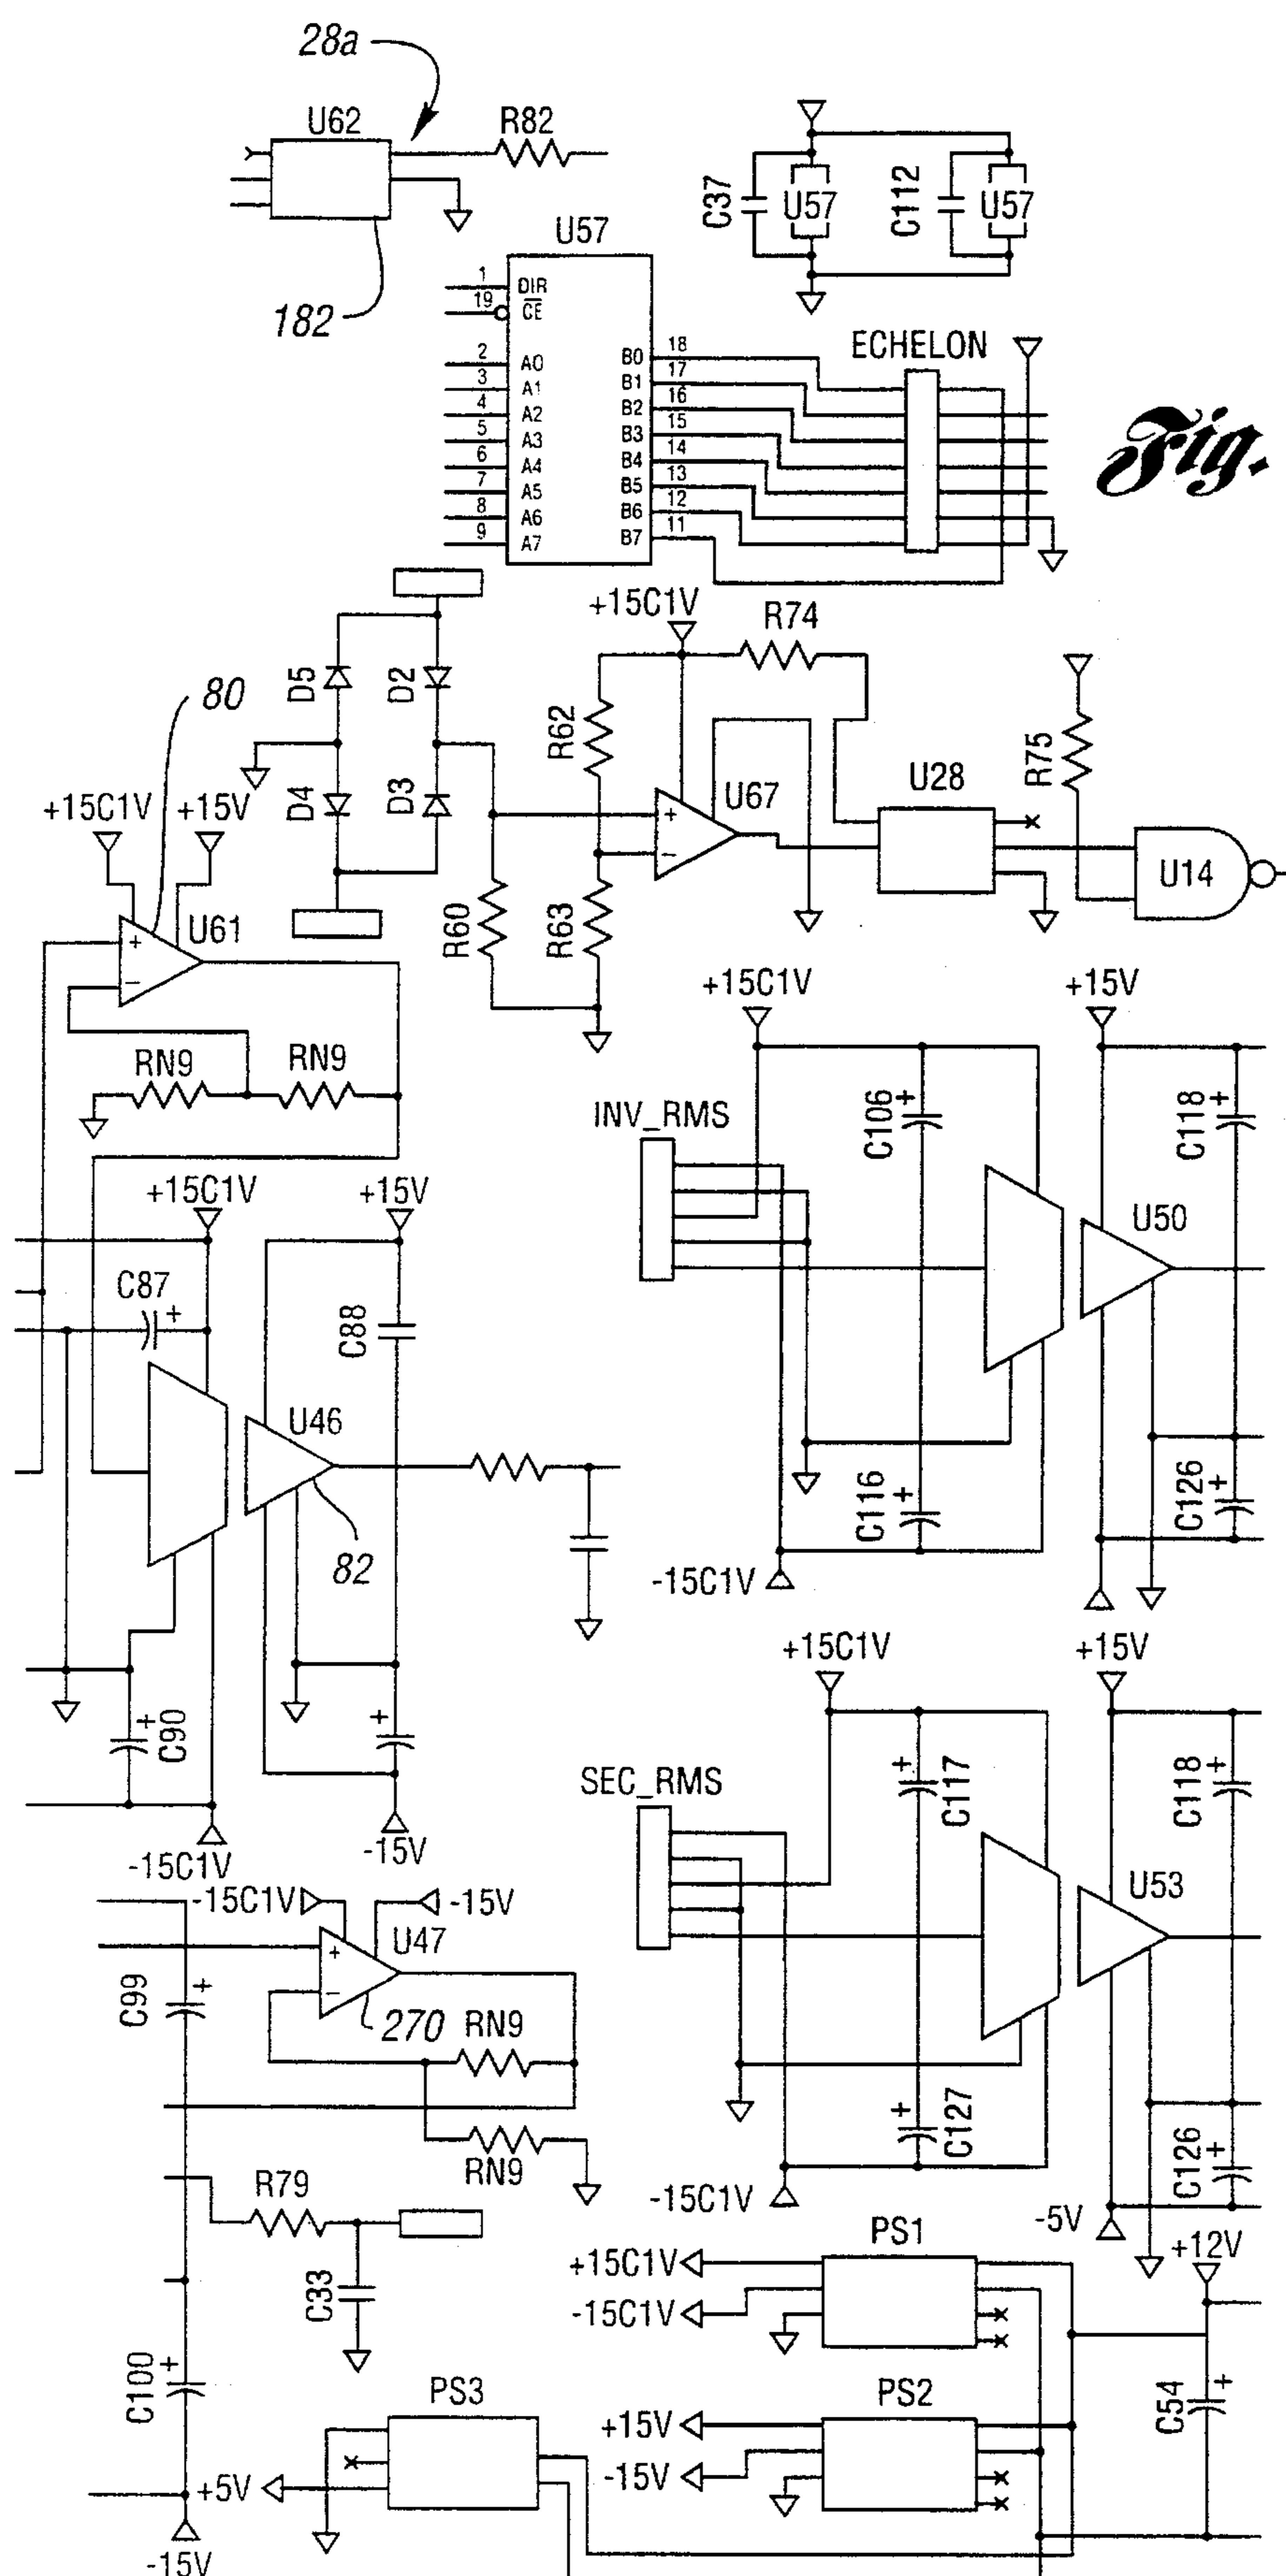 28a
U62
R82
182
C37
U57
C112
U57
U57
1
DIR
19
CE
2
A0
3
A1
4
A2
5
A3
6
A4
7
A5
8
A6
9
A7
B0
18
B1
17
B2
16
B3
15
B4
14
B5
13
B6
12
B7
11
ECHELON
Fig.
+15C1V
R74
D5
D2
80
R62
R75
+15C1V
+15V
D4
D3
+
−
U67
U28
U14
+
−
U61
R60
R63
RN9
RN9
+15C1V
+15V
INV_RMS
C106
+
C118
+
+15C1V
+15V
U50
C87
+
C88
U46
82
C116
+
C126
+
-15C1V
+15C1V
+15V
+
C90
+
SEC_RMS
+
C117
C118
+
-15C1V
-15V
-15C1V
-15V
+
−
U47
U53
C99
+
270
RN9
RN9
+
C127
C126
+
-15C1V
-5V
R79
C33
PS1
+15C1V
-15C1V
+12V
C100
+
PS3
PS2
C54
+
+15V
-15V
+5V
-15V